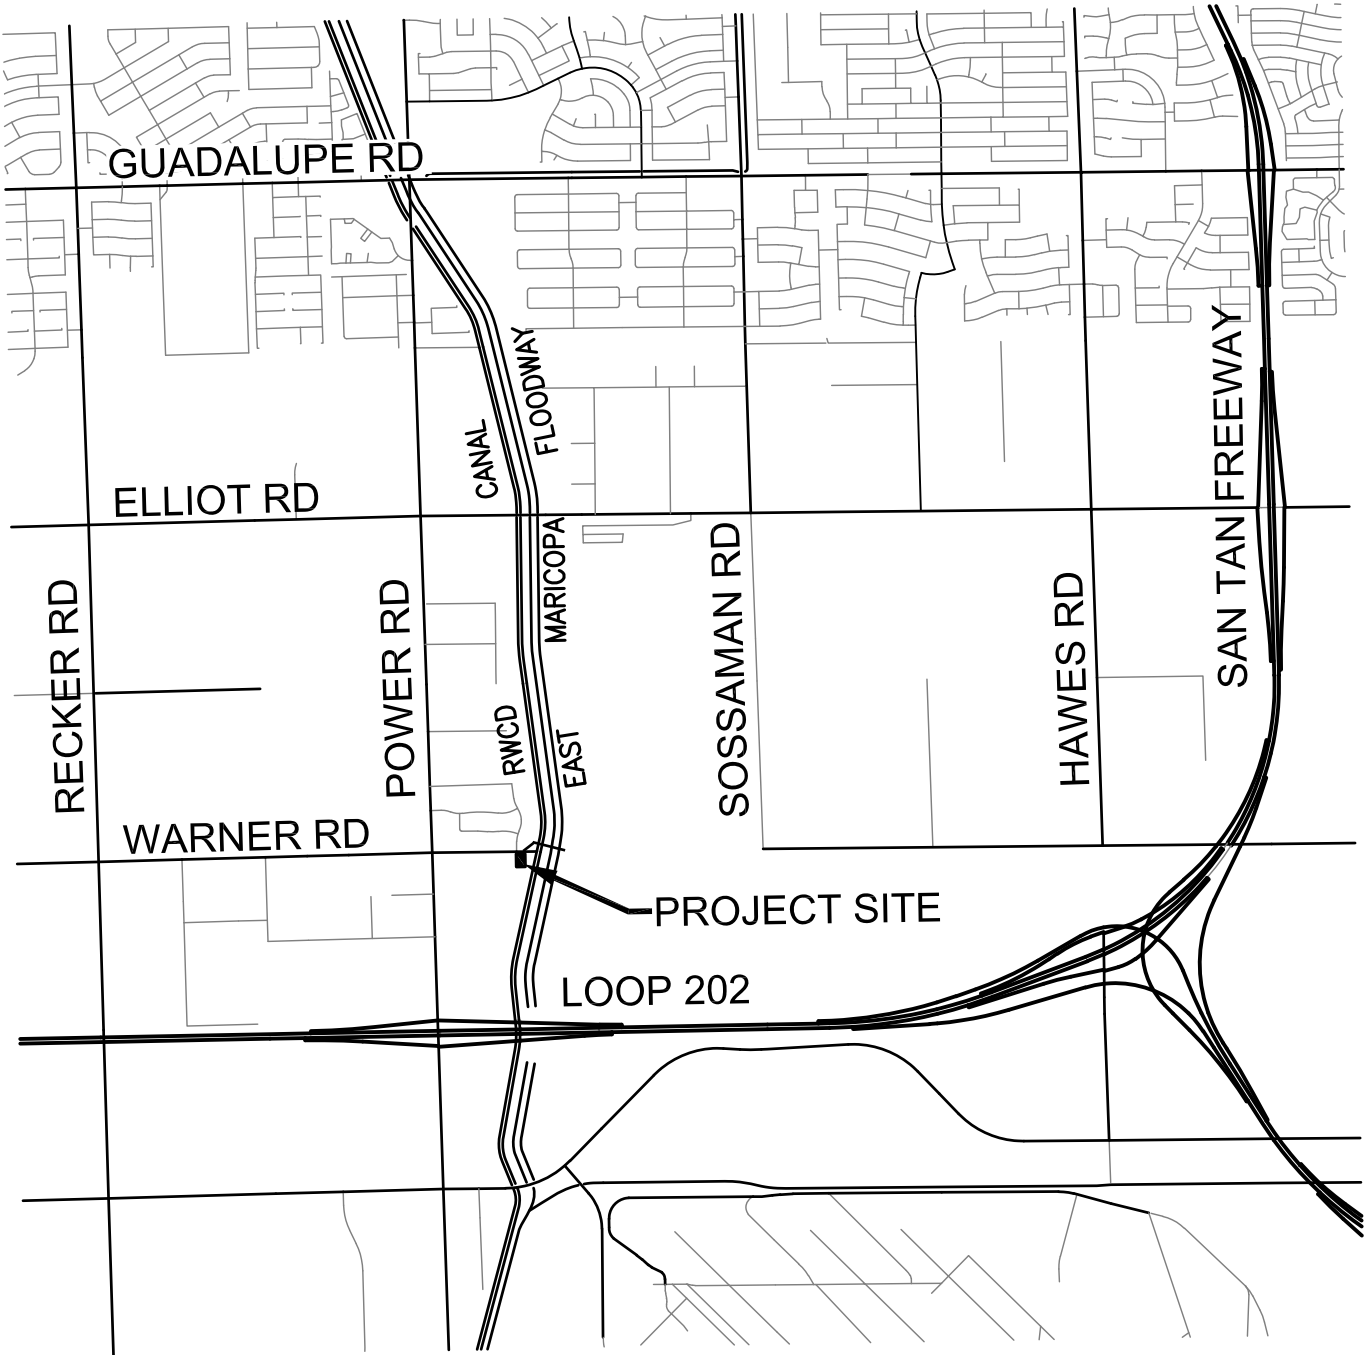 GUADALUPE RD
CANAL
FLOODWAY
SAN TAN FREEWAY
ELLIOT RD
MARICOPA
RECKER RD
POWER RD
SOSSAMAN RD
HAWES RD
RWCD
EAST
WARNER RD
PROJECT SITE
LOOP 202